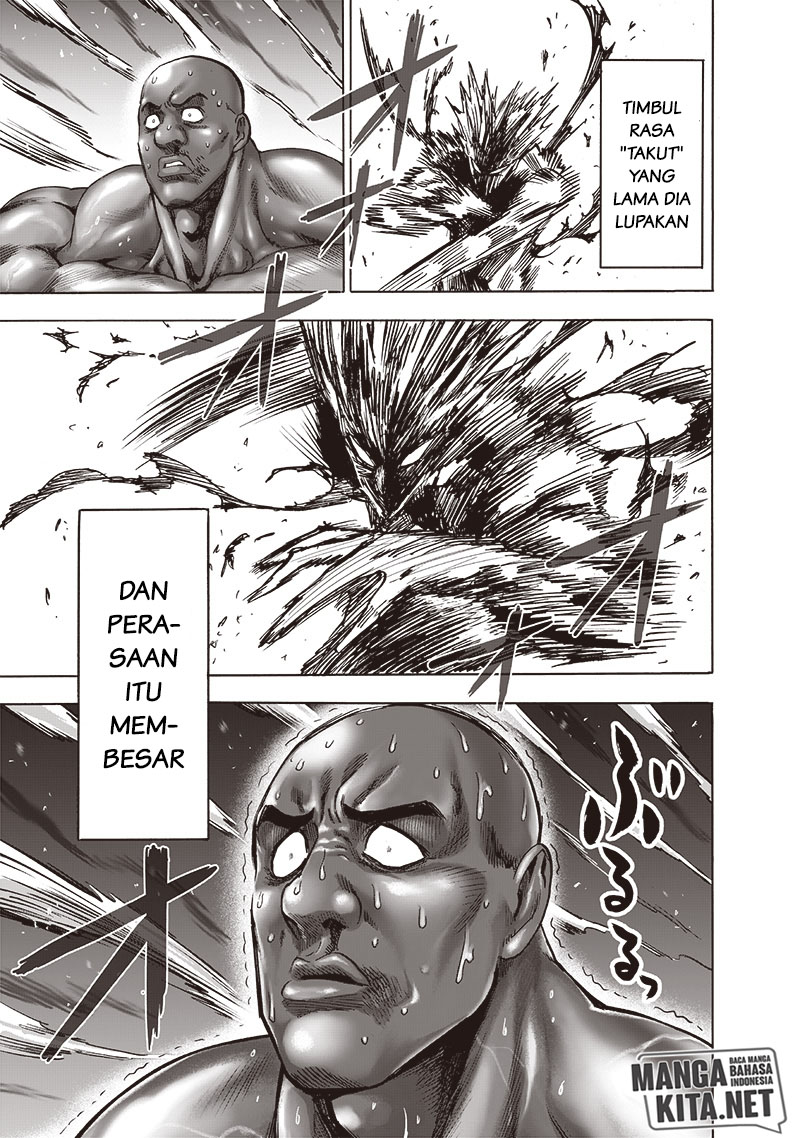 TIMBUL
RASA
"TAKUT"
YANG
LAMA DIA
LUPAKAN
オ
オ
オ
オ
オ
DAN
PERA-
SAAN
ITU
MEM-
BESAR
ぶるるっ
オ
MANGA
KITA.NET
BACA MANGA
BAHASA
INDONESIA